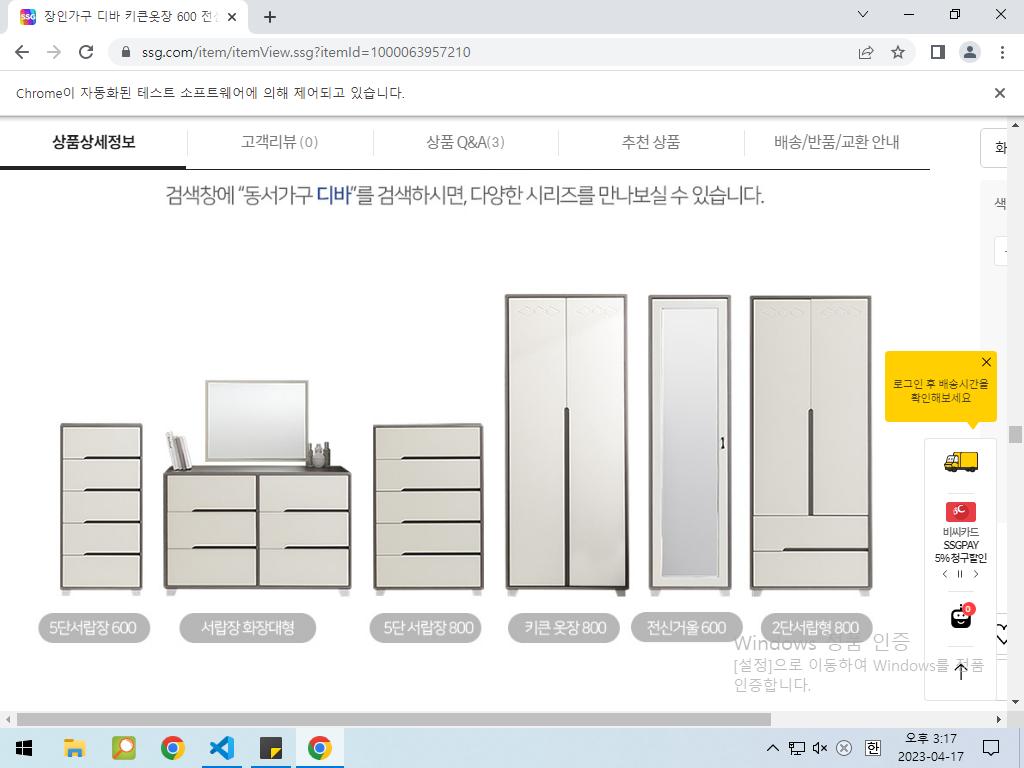 장인가구 디바 키큰옷장 600 전신
ssg.com/item/itemView.ssg?itemId=1000063957210
Chrome이 자동화된 테스트 소프트웨어에 의해 제어되고 있습니다.
상품상세정보 고객리뷰 (0) 상품 Q&A(3) 추천 상품 배송/반품/교환 안내
화
색
검색창에 “동서가구 디바“를 검색하시면, 다양한 시리즈를 만나보실 수 있습니다.
로그인 후 배송시간을
확인해보세요
비씨카드
SSGPAY
5% 청구할인
0
5단서랍장 600 서랍장 화장대형 5단 서랍장 800 키큰 옷장 800 전신거울 600 2단서랍형 800
Windows 정품 인증
[설정]으로 이동하여 Windows를 정품
인증합니다.
한
오후 3:17
2023-04-17